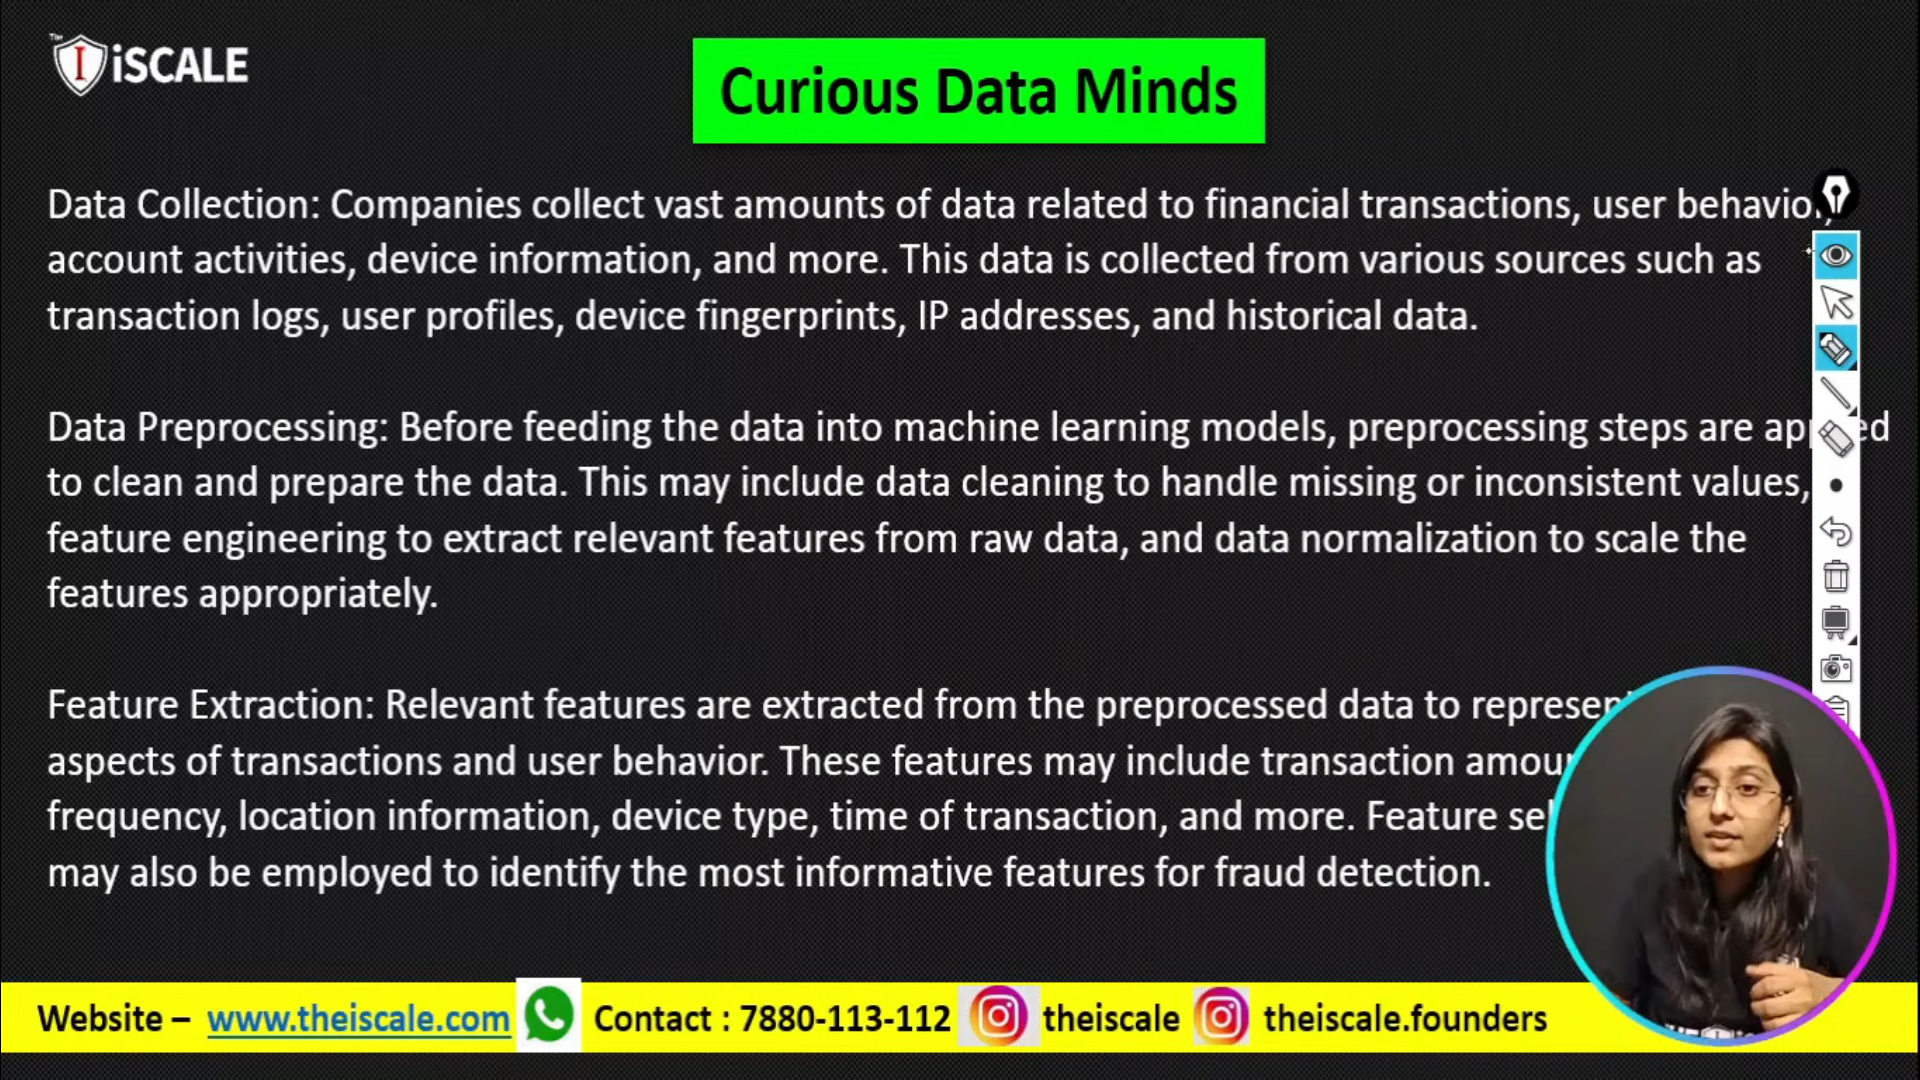 The
I iSCALE
Curious Data Minds
Data Collection: Companies collect vast amounts of data related to financial transactions, user behavior,
account activities, device information, and more. This data is collected from various sources such as
transaction logs, user profiles, device fingerprints, IP addresses, and historical data.
Data Preprocessing: Before feeding the data into machine learning models, preprocessing steps are
to clean and prepare the data. This may include data cleaning to handle missing or inconsistent values,
feature engineering to extract relevant features from raw data, and data normalization to scale the
features appropriately.
Feature Extraction: Relevant features are extracted from the preprocessed data to
aspects of transactions and user behavior. These features may include transaction
frequency, location information, device type, time of transaction, and more. Feature
may also be employed to identify the most informative features for fraud detection.
Website – www.theiscale.com Contact : 7880-113-112 theiscale theiscale.founders